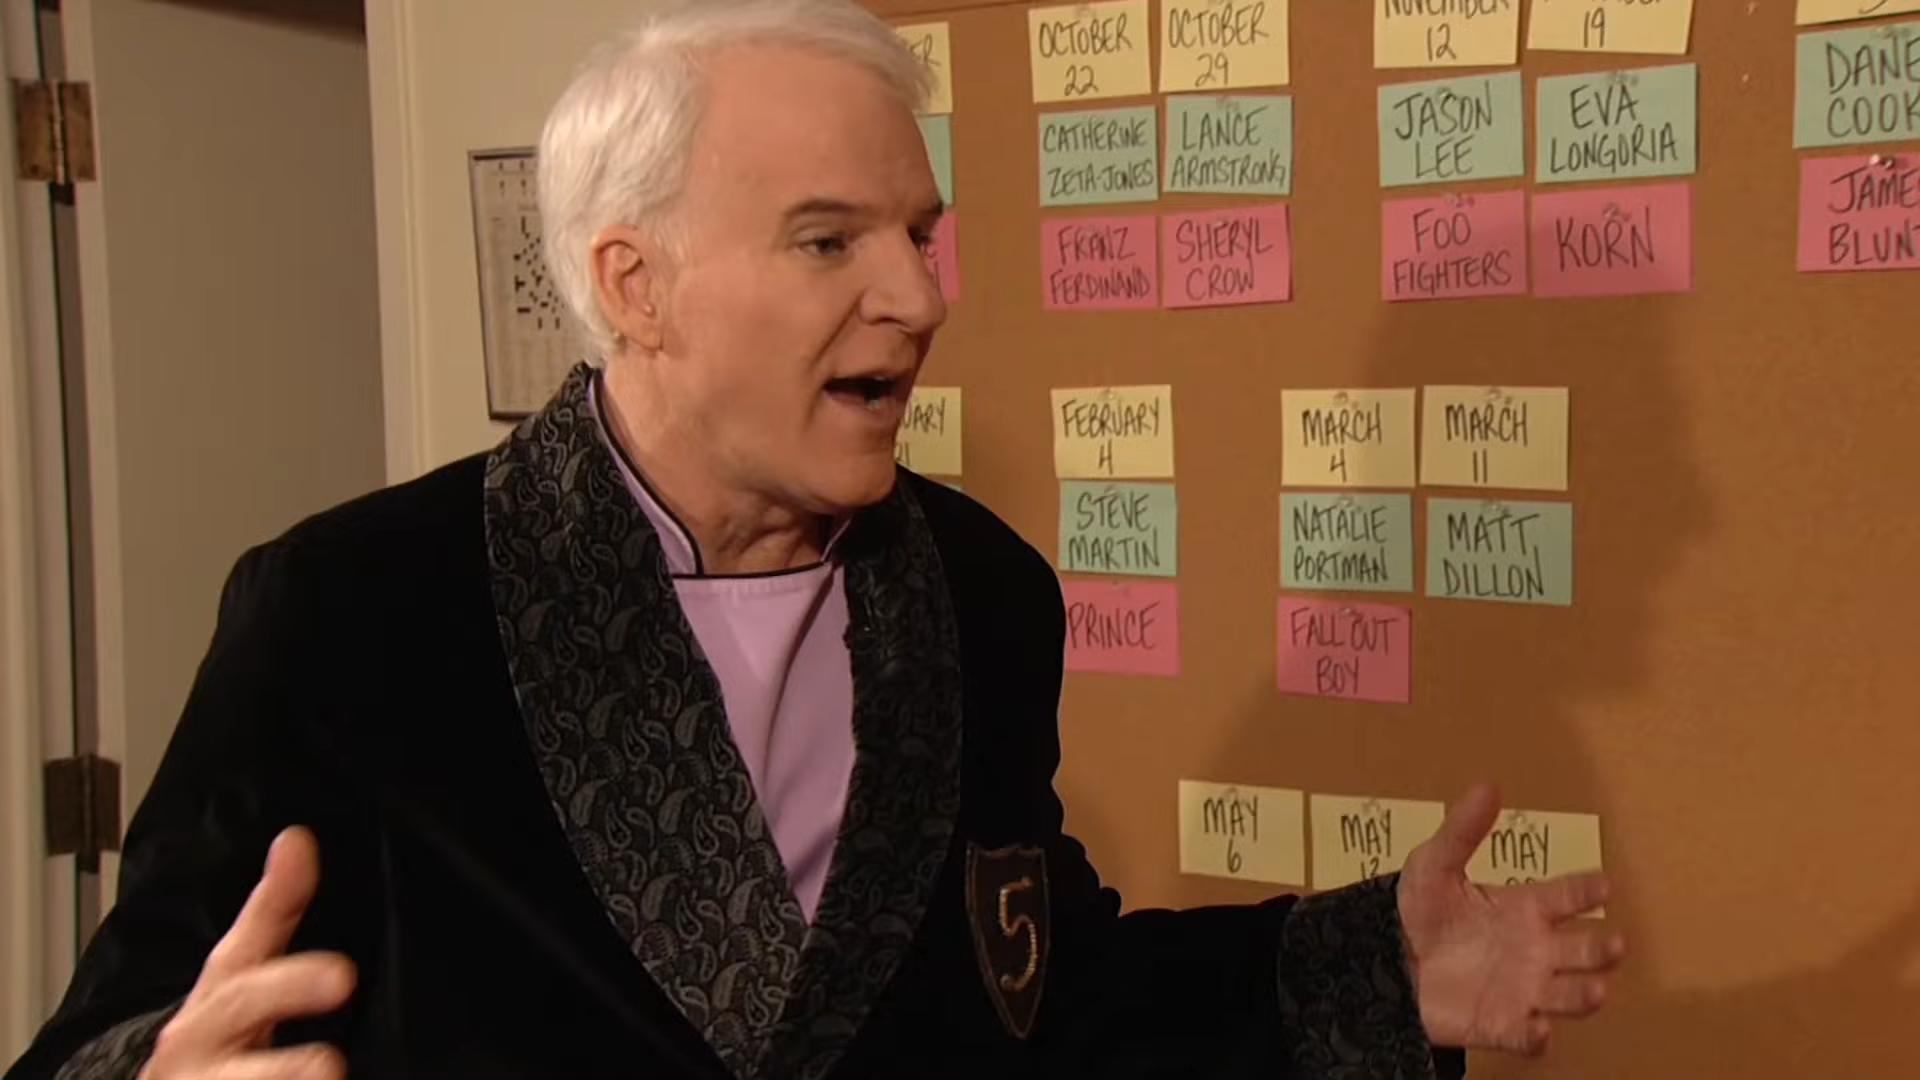 OCTOBER
22
OCTOBER
29
NOVEMBER
12
19
CATHERINE
ZETA-JONES
LANCE
ARMSTRONG
JASON
LEE
EVA
LONGORIA
DANE
COOK
FRANZ
FERDINAND
SHERYL
CROW
FOO
FIGHTERS
KORN
JAMES
BLUNT
FEBRUARY
4
MARCH
4
MARCH
11
STEVE
MARTIN
NATALIE
PORTMAN
MATT
DILLON
PRINCE
FALL OUT
BOY
MAY
6
MAY
MAY
5